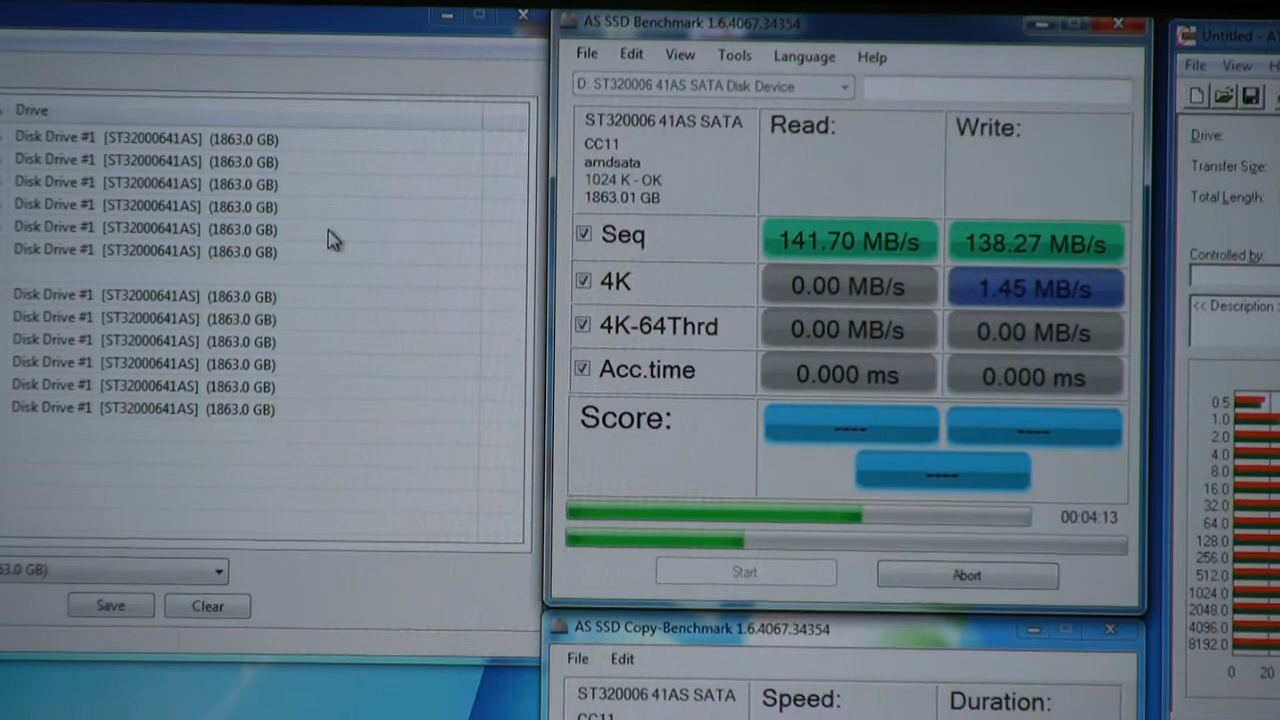 Drive
Disk Drive #1 [ST32000641AS] (1863.0 GB)
Disk Drive #1 [ST32000641AS] (1863.0 GB)
Disk Drive #1 [ST32000641AS] (1863.0 GB)
Disk Drive #1 [ST32000641AS] (1863.0 GB)
Disk Drive #1 [ST32000641AS] (1863.0 GB)
Disk Drive #1 [ST32000641AS] (1863.0 GB)
Disk Drive #1 [ST32000641AS] (1863.0 GB)
Disk Drive #1 [ST32000641AS] (1863.0 GB)
Disk Drive #1 [ST32000641AS] (1863.0 GB)
Disk Drive #1 [ST32000641AS] (1863.0 GB)
Disk Drive #1 [ST32000641AS] (1863.0 GB)
Disk Drive #1 [ST32000641AS] (1863.0 GB)
63.0 GB)
Save Clear
AS SSD Benchmark 1.6.4067.34354
File Edit View Tools Language Help
D: ST320006 41AS SATA Disk Device
ST320006 41AS SATA
CC11
amdsata
1024 K - OK
1863.01 GB
Read: Write:
Seq 141.70 MB/s 138.27 MB/s
4K 0.00 MB/s 1.45 MB/s
4K-64Thrd 0.00 MB/s 0.00 MB/s
Acc.time 0.000 ms 0.000 ms
Score: ---- ----
----
00:04:13
Start Abort
AS SSD Copy-Benchmark 1.6.4067.34354
File Edit
ST320006 41AS SATA Speed: Duration:
CC11
Untitled - A
File View H
Drive:
Transfer Size:
Total Length:
Controlled by:
<< Description
0.5
1.0
2.0
4.0
8.0
16.0
32.0
64.0
128.0
256.0
512.0
1024.0
2048.0
4096.0
8192.0
0 20